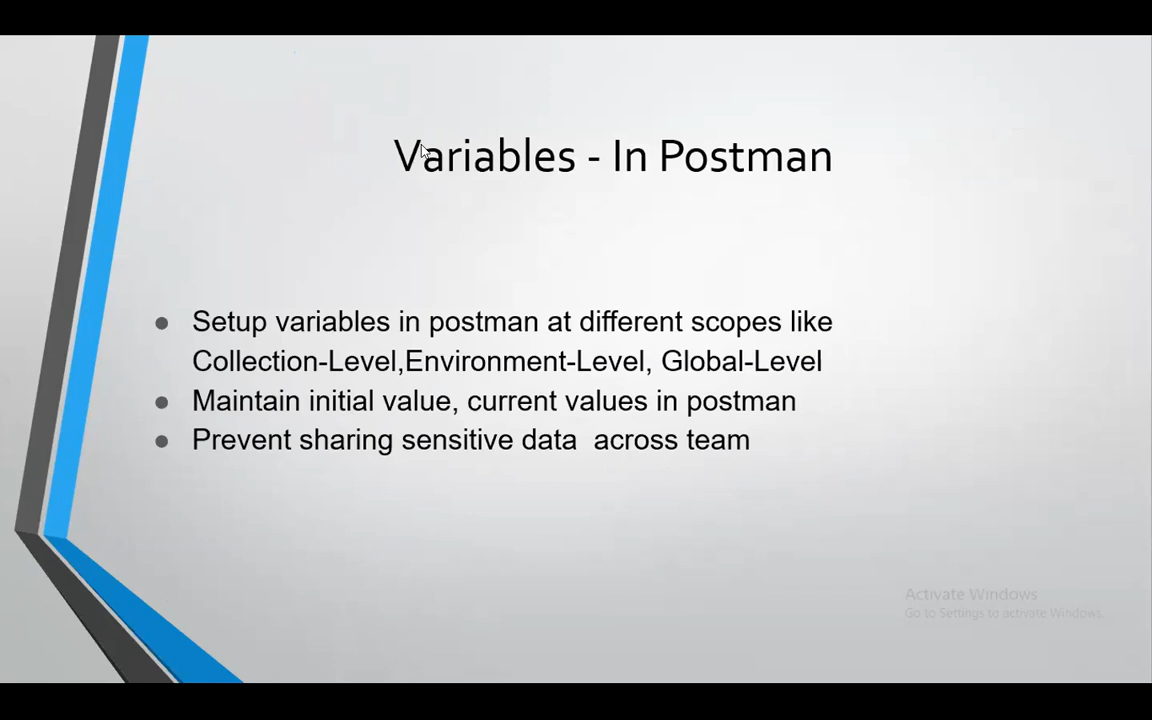 Variables - In Postman
Setup variables in postman at different scopes like
Collection-Level,Environment-Level, Global-Level
Maintain initial value, current values in postman
Prevent sharing sensitive data  across team
Activate Windows
Go to Settings to activate Windows.